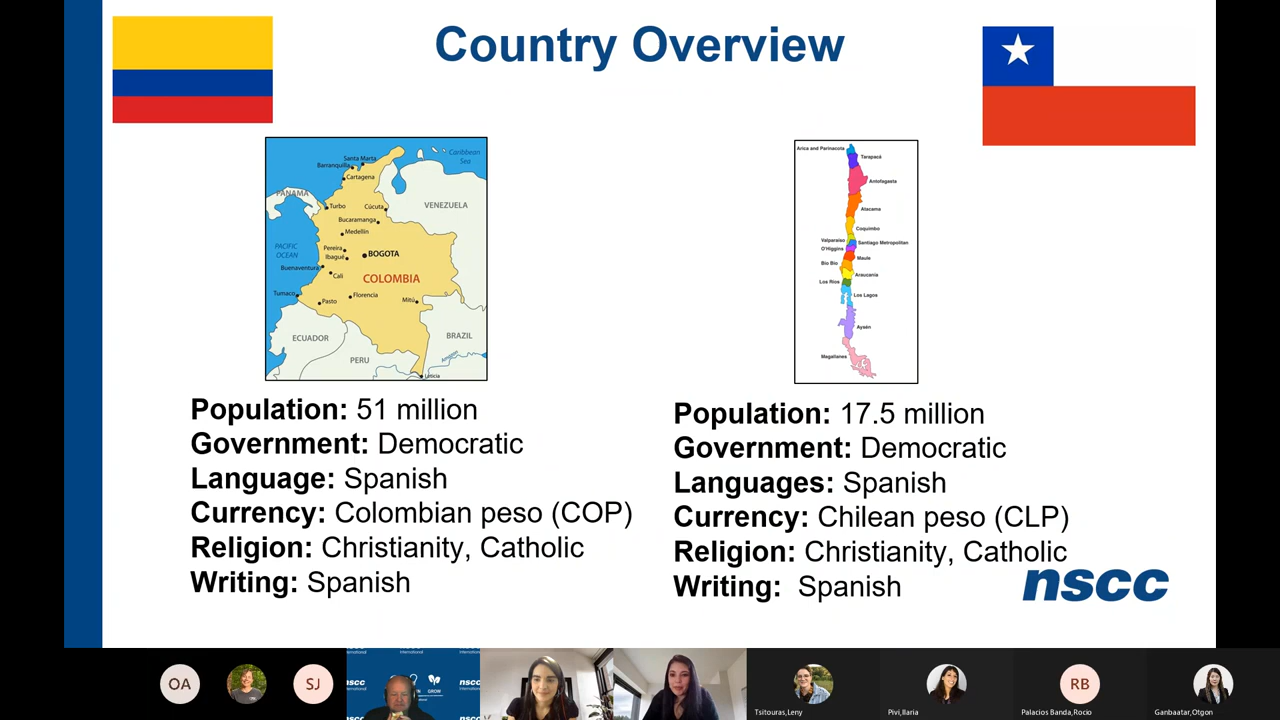 Country Overview
Santa Marta
Barranquilla
Cartagena
Caribbean
Sea
PANAMA
Turbo
Cúcuta
VENEZUELA
Bucaramanga
Medellín
PACIFIC
OCEAN
Pereira
BOGOTA
Ibagué
Buenaventura
Cali
COLOMBIA
Tumaco
Florencia
Mitú
Pasto
ECUADOR
BRAZIL
PERU
Leticia
Arica and Parinacota
Tarapacá
Antofagasta
Atacama
Coquimbo
Valparaíso
Santiago Metropolitan
O'Higgins
Maule
Bío Bío
Araucanía
Los Ríos
Los Lagos
Aysén
Magallanes
Population: 51 million
Government: Democratic
Language: Spanish
Currency: Colombian peso (COP)
Religion: Christianity, Catholic
Writing: Spanish
Population: 17.5 million
Government: Democratic
Languages: Spanish
Currency: Chilean peso (CLP)
Religion: Christianity, Catholic
Writing: Spanish
nscc
OA
SJ
nscc
nscc
GROW
nscc
Tsitouras,Leny
Pivi,Ilaria
RB
Palacios Banda,Rocio
Ganbaatar,Otgon